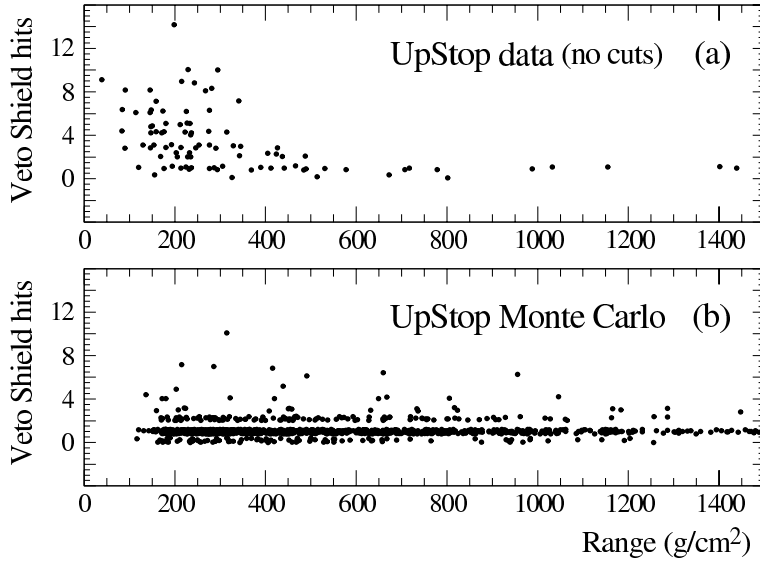 UpStop data (no cuts) (a)
Veto Shield hits
12
8
4
0
0 200 400 600 800 1000 1200 1400
UpStop Monte Carlo (b)
Veto Shield hits
12
8
4
0
0 200 400 600 800 1000 1200 1400
Range (g/cm²)